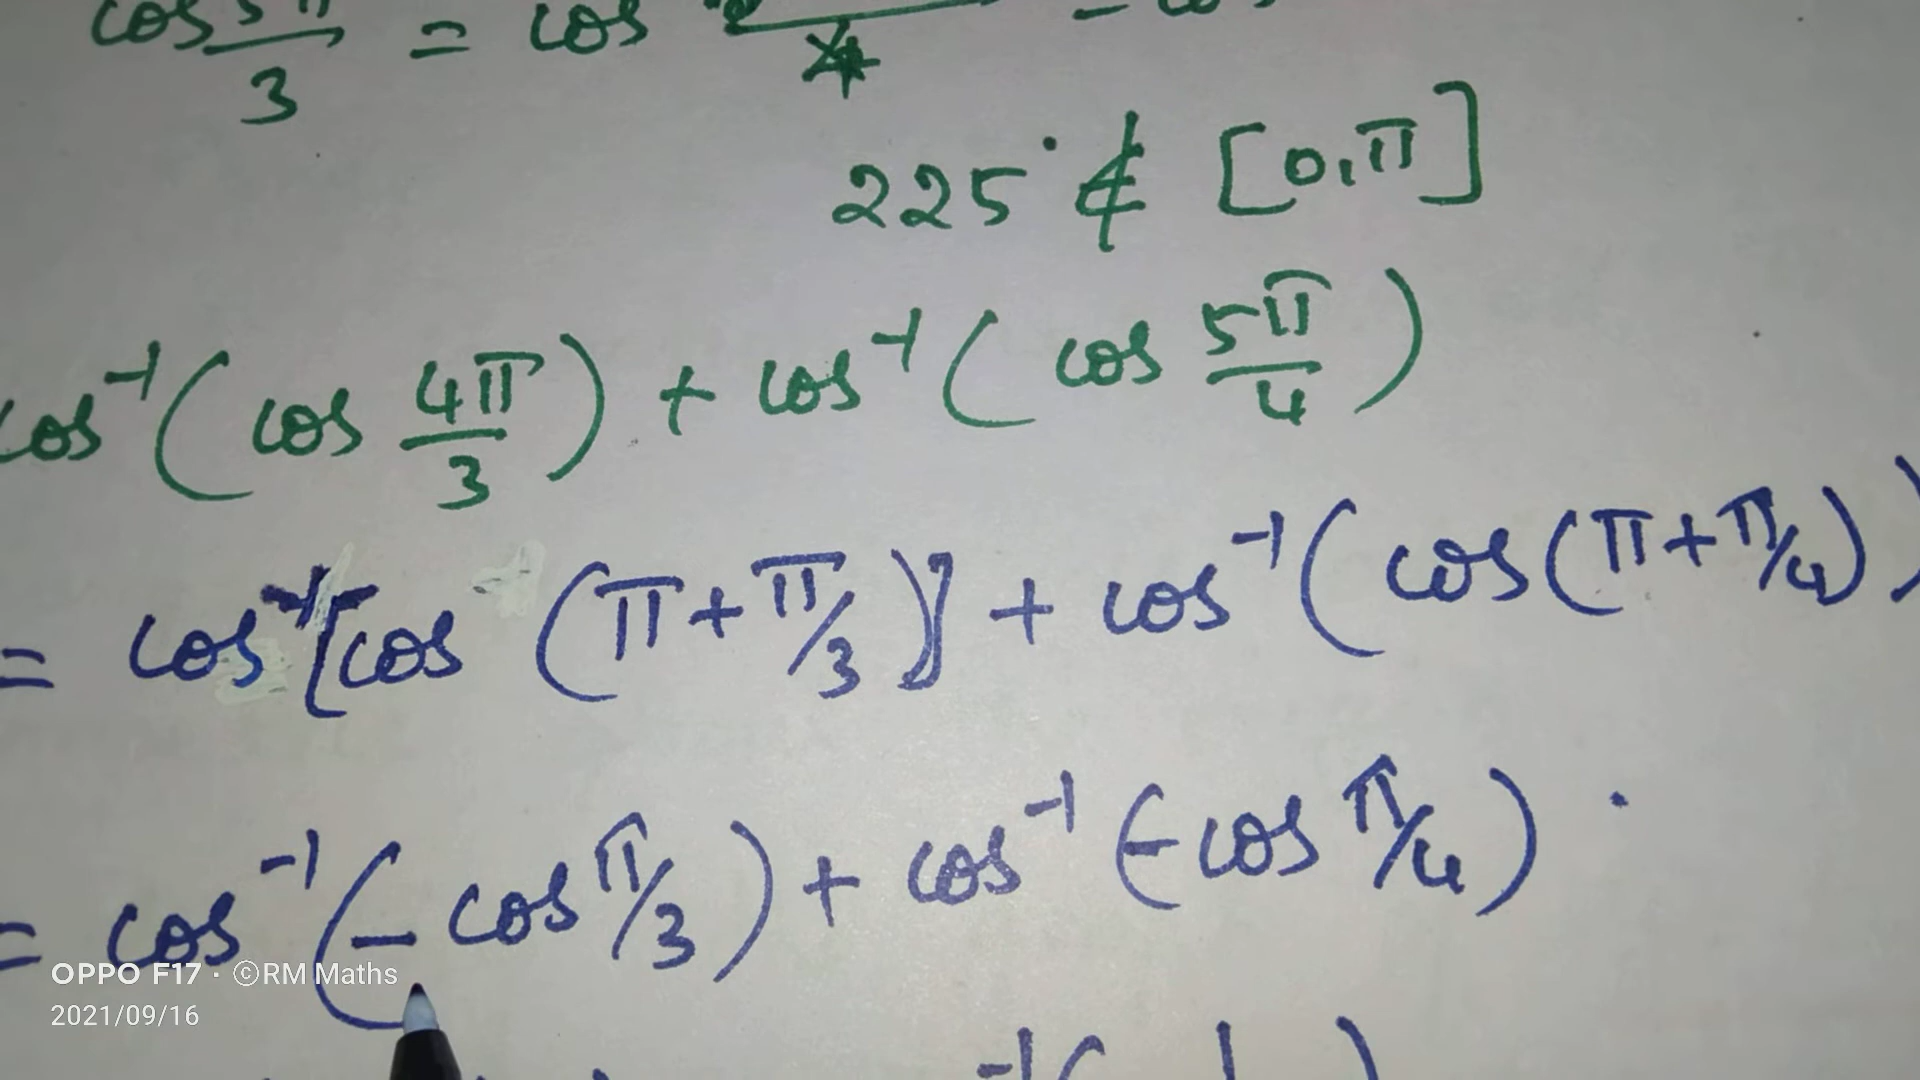 cos 5π/3 = cos
4
225° ∉ [0,π]
cos⁻¹(cos 4π/3) + cos⁻¹(cos 5π/4)
= cos⁻¹[cos (π+π/3)] + cos⁻¹(cos(π+π/4))
= cos⁻¹(-cos π/3) + cos⁻¹(-cos π/4)
OPPO F17 · ©RM Maths
2021/09/16